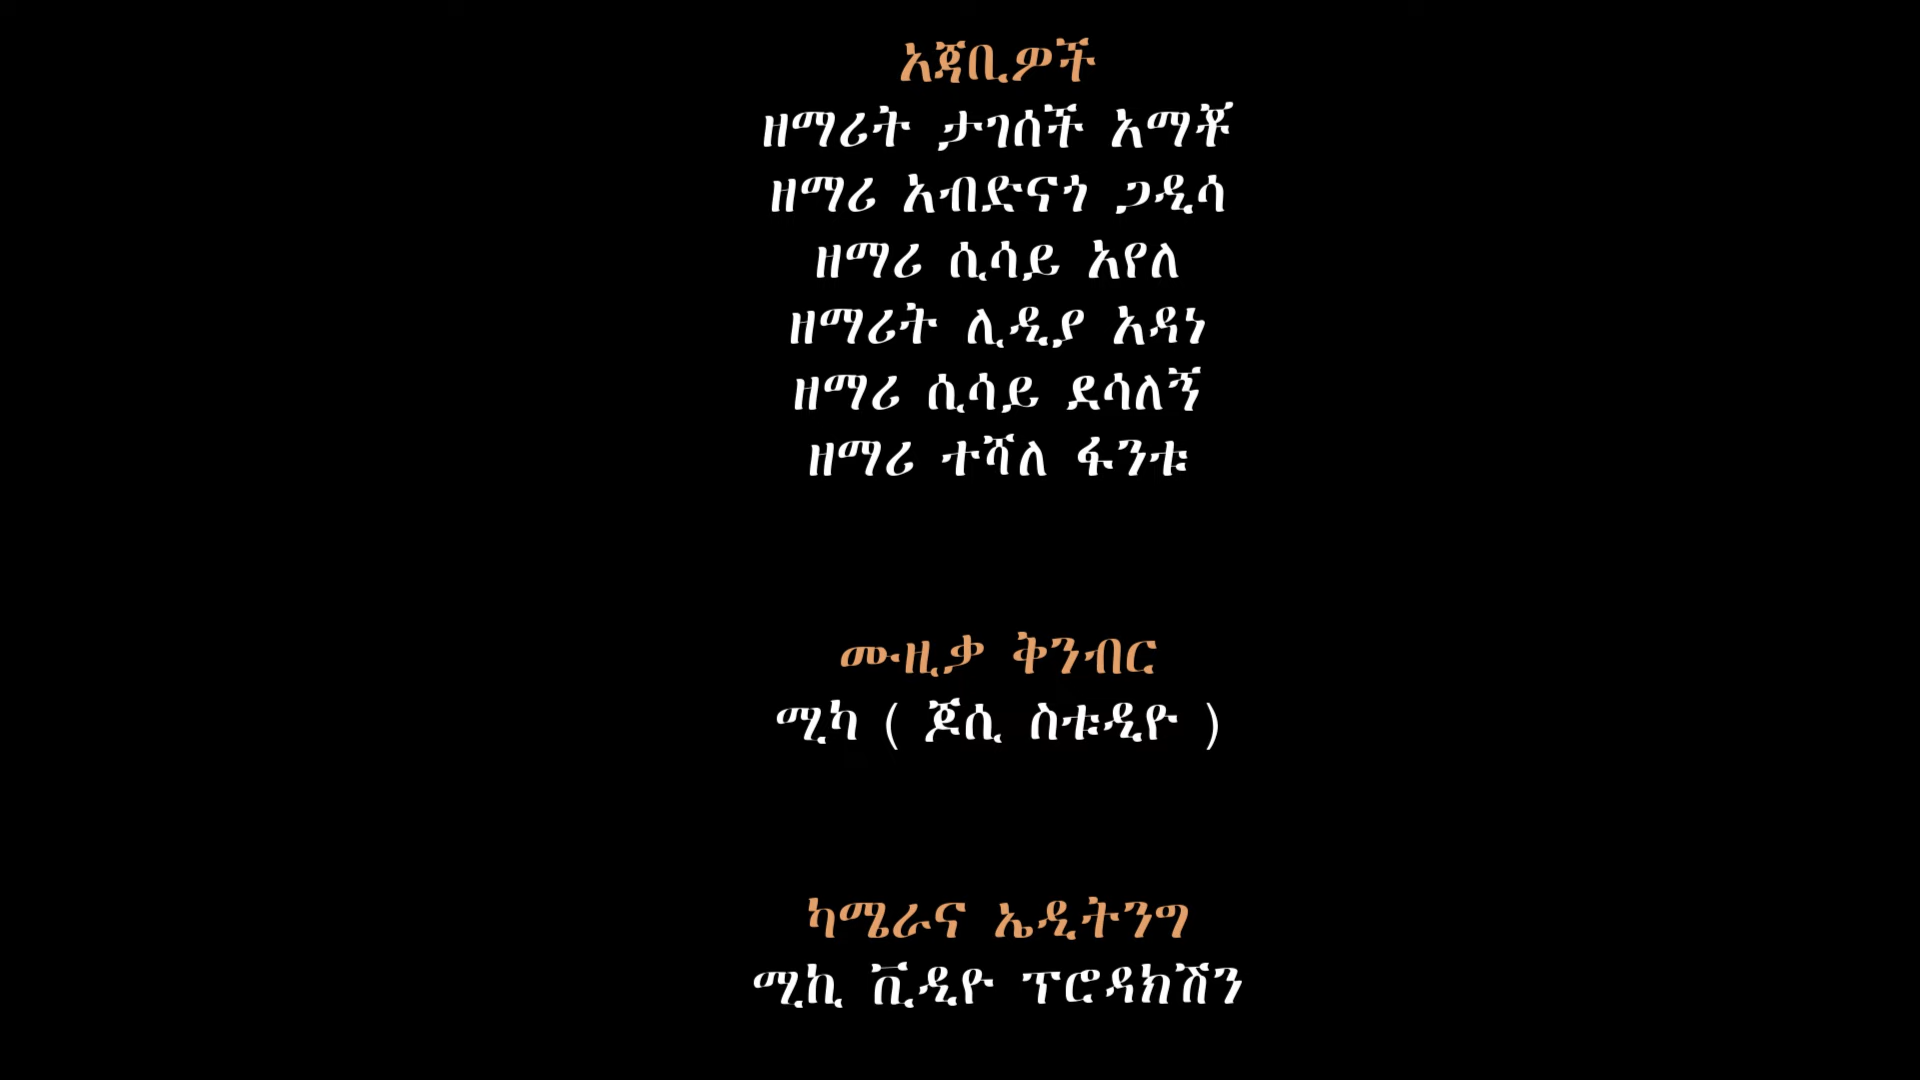 አጃቢዎች
ዘማሪት ታገሰች አማቾ
ዘማሪ አብድናጎ ጋዲሳ
ዘማሪ ሲሳይ አየለ
ዘማሪት ሊዲያ አዳነ
ዘማሪ ሲሳይ ደሳለኝ
ዘማሪ ተሻለ ፋንቱ
ሙዚቃ ቅንብር
ሚካ ( ጆሲ ስቱዲዮ )
ካሜራና ኤዲትንግ
ሚኪ ቪዲዮ ፕሮዳክሽን